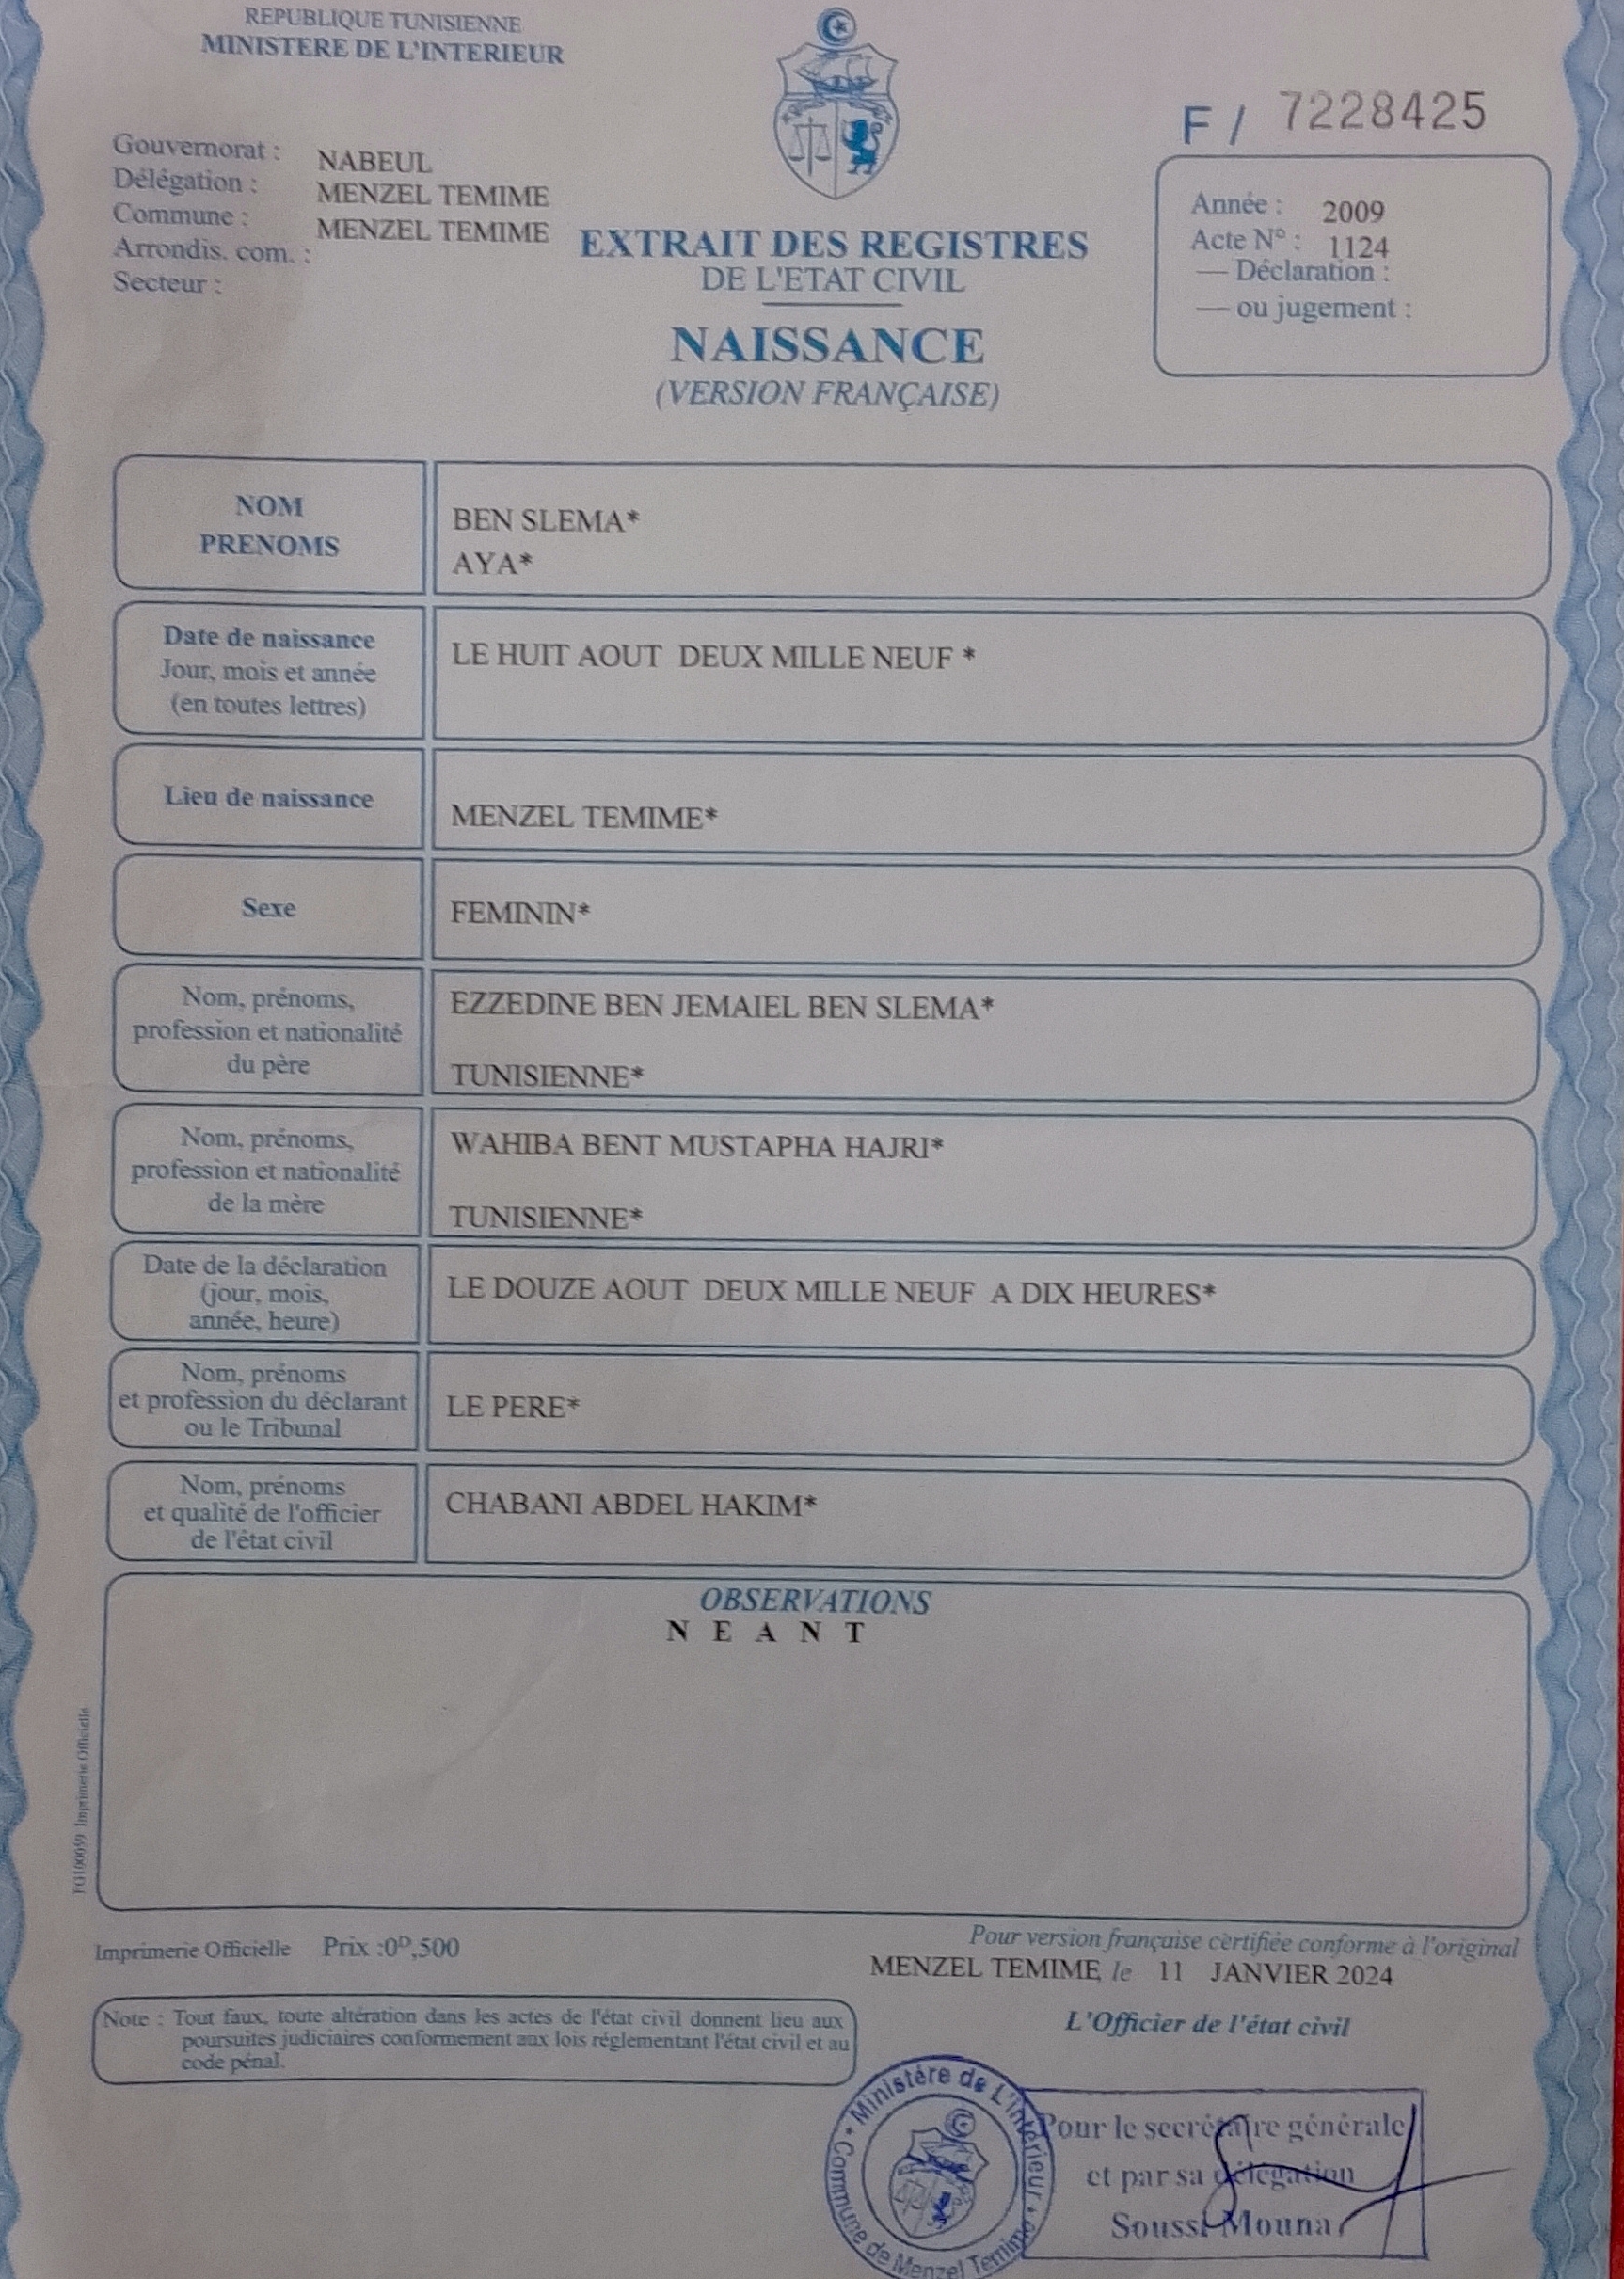 REPUBLIQUE TUNISIENNE
MINISTERE DE L'INTERIEUR
F / 7228425
Gouvernorat : NABEUL
Délégation : MENZEL TEMIME
Commune : MENZEL TEMIME
Arrondis. com. :
Secteur :
Année : 2009
Acte N° : 1124
— Déclaration :
— ou jugement :
EXTRAIT DES REGISTRES
DE L'ETAT CIVIL
NAISSANCE
(VERSION FRANÇAISE)
NOM
PRENOMS
BEN SLEMA*
AYA*
Date de naissance
Jour, mois et année
(en toutes lettres)
LE HUIT AOUT DEUX MILLE NEUF *
Lieu de naissance
MENZEL TEMIME*
Sexe
FEMININ*
Nom, prénoms,
profession et nationalité
du père
EZZEDINE BEN JEMAIEL BEN SLEMA*
TUNISIENNE*
Nom, prénoms,
profession et nationalité
de la mère
WAHIBA BENT MUSTAPHA HAJRI*
TUNISIENNE*
Date de la déclaration
(jour, mois,
année, heure)
LE DOUZE AOUT DEUX MILLE NEUF A DIX HEURES*
Nom, prénoms
et profession du déclarant
ou le Tribunal
LE PERE*
Nom, prénoms
et qualité de l'officier
de l'état civil
CHABANI ABDEL HAKIM*
OBSERVATIONS
N E A N T
Imprimerie Officielle
Imprimerie Officielle Prix :0ᴰ,500
Pour version française certifiée conforme à l'original
MENZEL TEMIME, le 11 JANVIER 2024
L'Officier de l'état civil
Note : Tout faux, toute altération dans les actes de l'état civil donnent lieu aux
poursuites judiciaires conformement aux lois réglementant l'état civil et au
code pénal.
Ministére de L'intérieur
Commune de Menzel Temime
Pour le secrétaire générale
et par sa délegation
Soussi Mouna